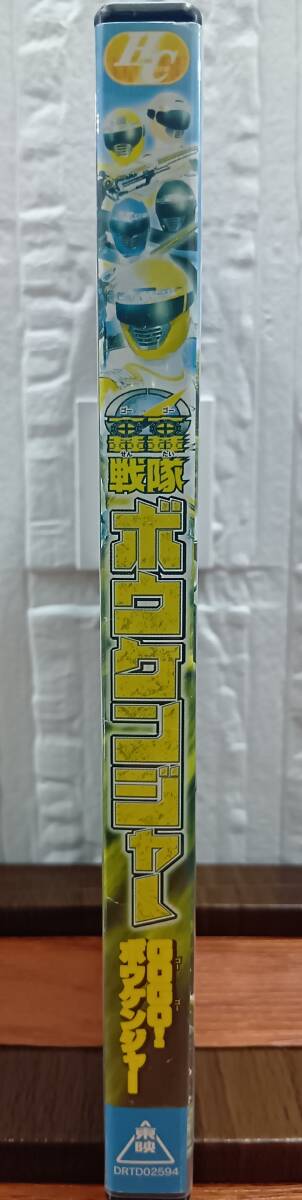 HC
ゴー ゴー
轟轟
せん たい
戦隊
ボウケンジャー
GOGO!
ゴー ゴー
ボウケンジャー
東映
DRTD02594